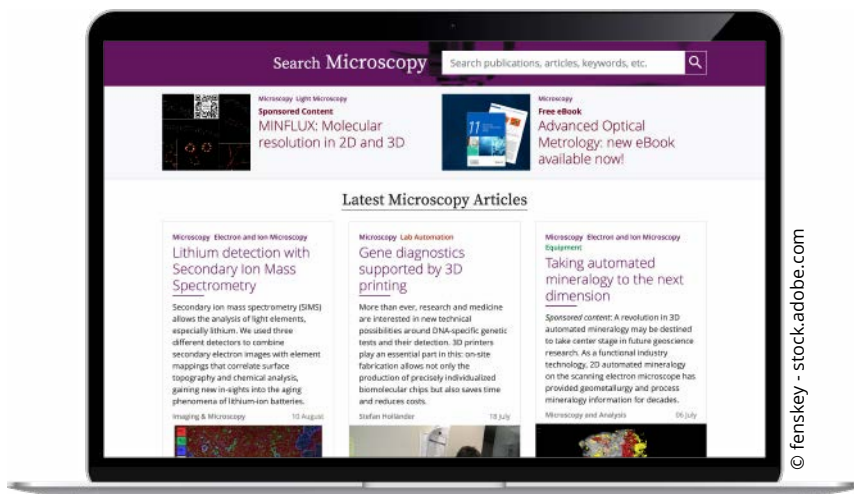 Search Microscopy
Search publications, articles, keywords, etc.
Microscopy Light Microscopy
Sponsored Content
MINFLUX: Molecular
resolution in 2D and 3D
Microscopy
Free eBook
Advanced Optical
Metrology: new eBook
available now!
11
Latest Microscopy Articles
Microscopy Electron and Ion Microscopy
Lithium detection with
Secondary Ion Mass
Spectrometry
Secondary ion mass spectrometry (SIMS)
allows the analysis of light elements,
especially lithium. We used three
different detectors to combine
secondary electron images with element
mappings that correlate surface
topography and chemical analysis,
gaining new in-sights into the aging
phenomena of lithium-ion batteries.
Imaging & Microscopy 10 August
Microscopy Lab Automation
Gene diagnostics
supported by 3D
printing
More than ever, research and medicine
are interested in new technical
possibilities around DNA-specific genetic
tests and their detection. 3D printers
play an essential part in this: on-site
fabrication allows not only the
production of precisely individualized
biomolecular chips but also saves time
and reduces costs.
Stefan Holländer 18 July
Microscopy Electron and Ion Microscopy
Equipment
Taking automated
mineralogy to the next
dimension
Sponsored content: A revolution in 3D
automated mineralogy may be destined
to take center stage in future geoscience
research. As a functional industry
technology, 2D automated mineralogy
on the scanning electron microscope has
provided geometallurgy and process
mineralogy information for decades.
Microscopy and Analysis 06 July
© fenskey - stock.adobe.com